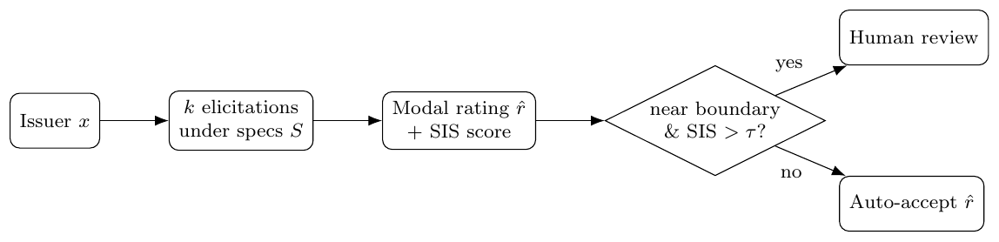 Issuer x
k elicitations
under specs S
Modal rating r̂
+ SIS score
near boundary
& SIS > τ?
yes
Human review
no
Auto-accept r̂